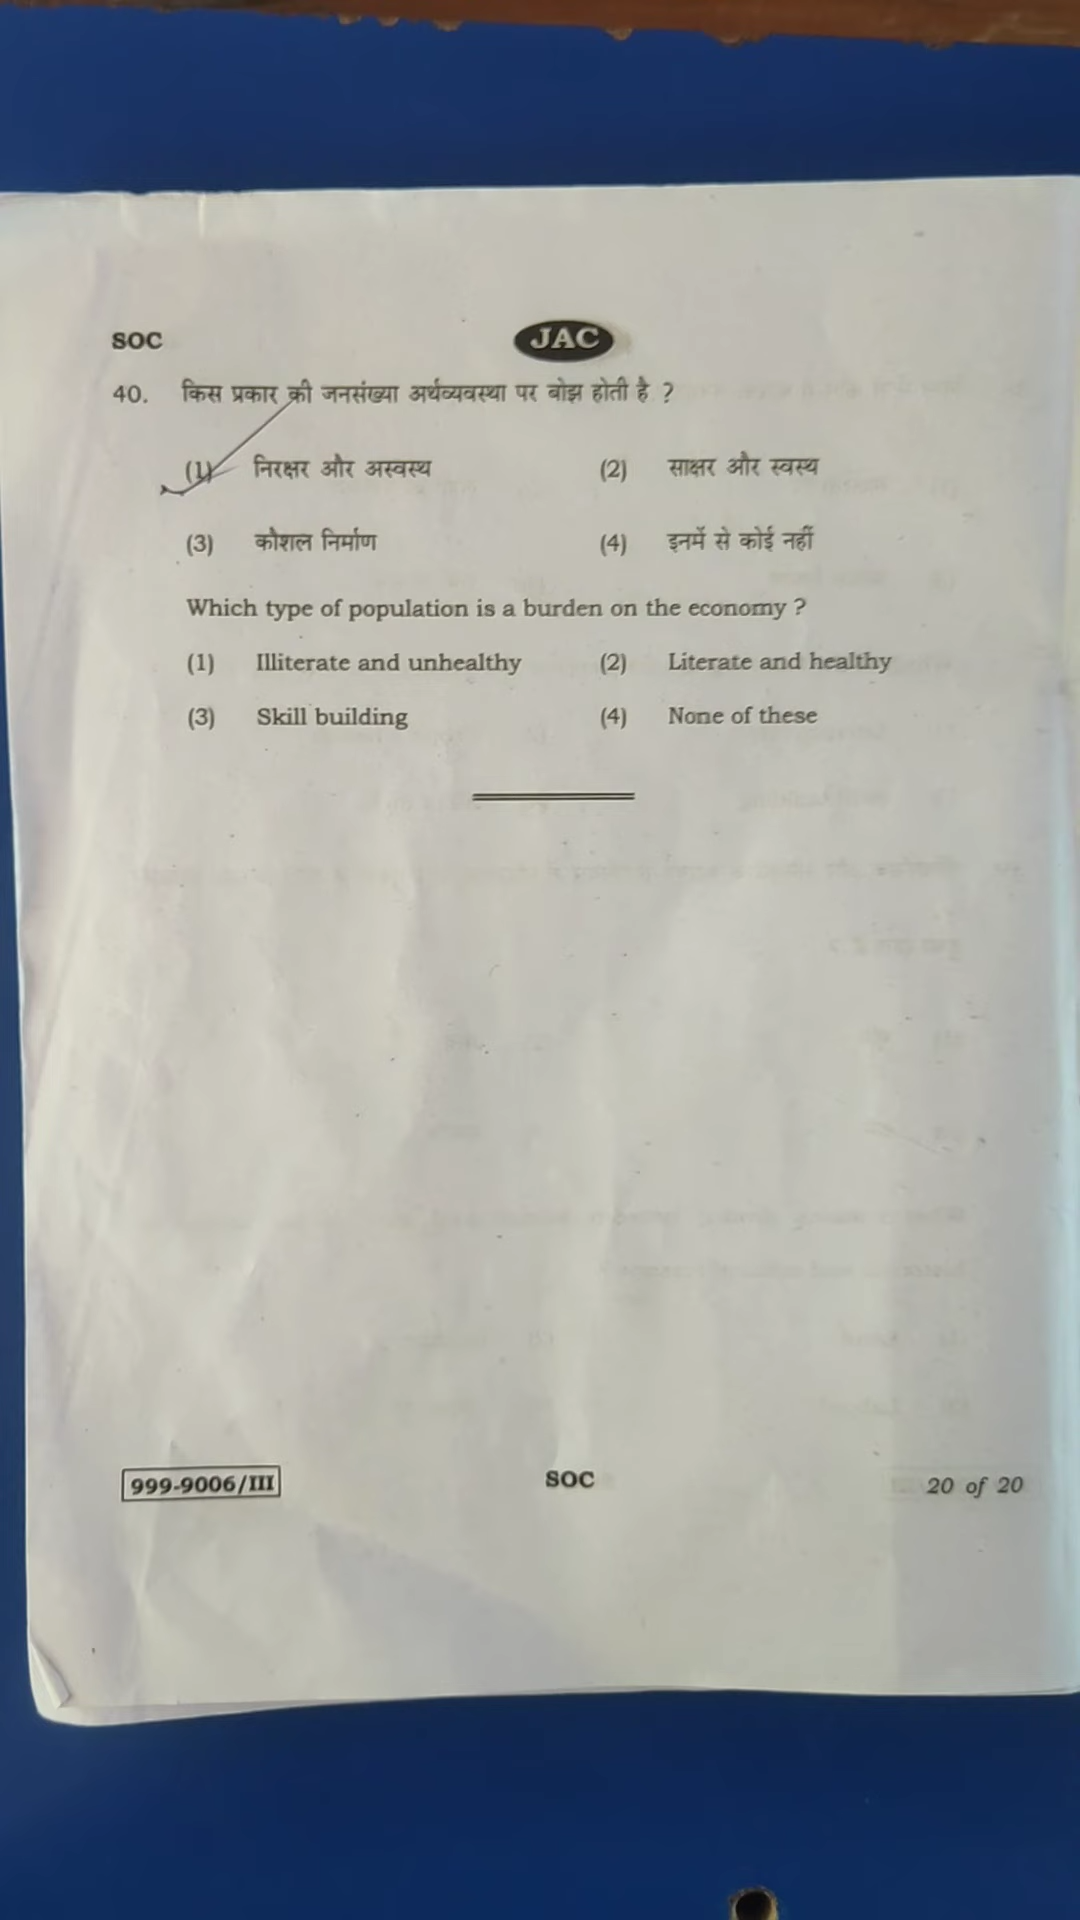 SOC JAC
40. किस प्रकार की जनसंख्या अर्थव्यवस्था पर बोझ होती है ?
(1) निरक्षर और अस्वस्थ (2) साक्षर और स्वस्थ
(3) कौशल निर्माण (4) इनमें से कोई नहीं
Which type of population is a burden on the economy ?
(1) Illiterate and unhealthy (2) Literate and healthy
(3) Skill building (4) None of these
999-9006/III SOC 20 of 20